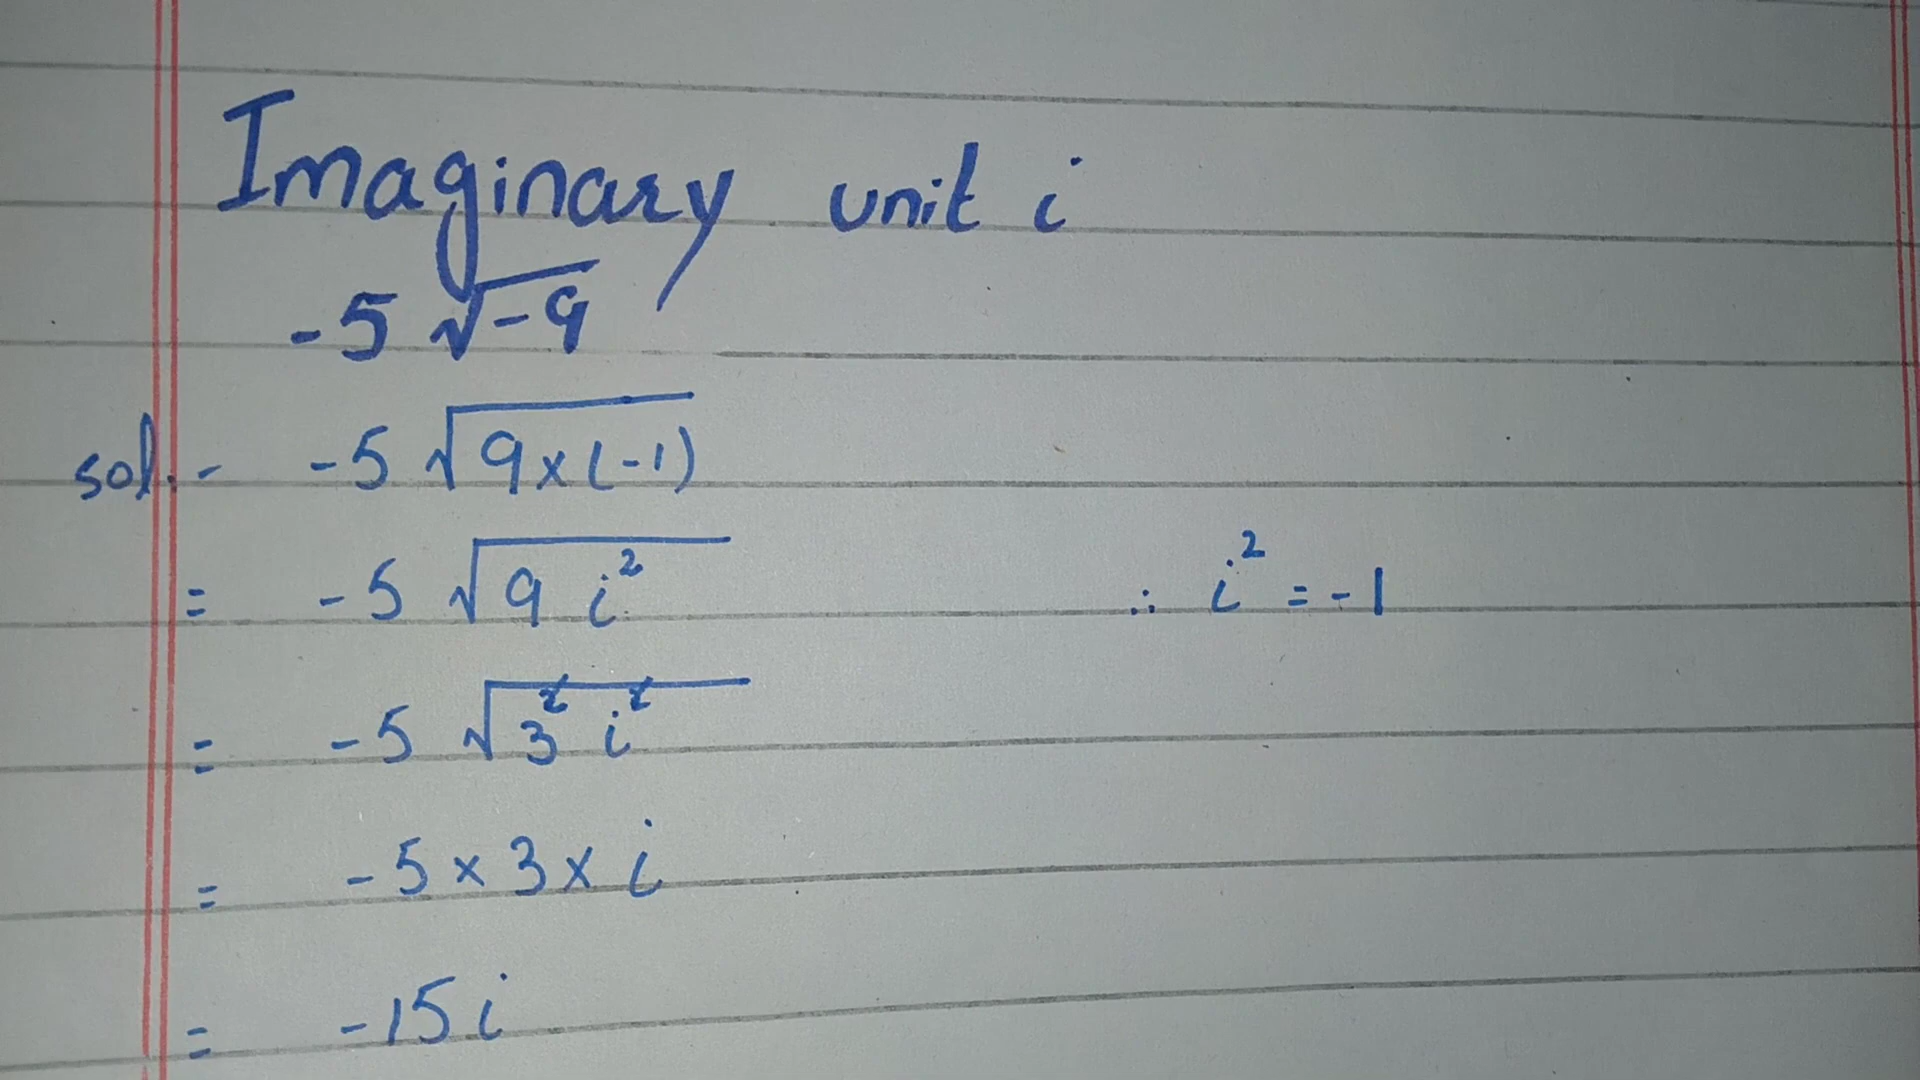 Imaginary unit i
-5 √-9
sol.- -5 √9×(-1)
= -5 √9 i² ∴ i² = -1
= -5 √3² i²
= -5 × 3 × i
= -15i